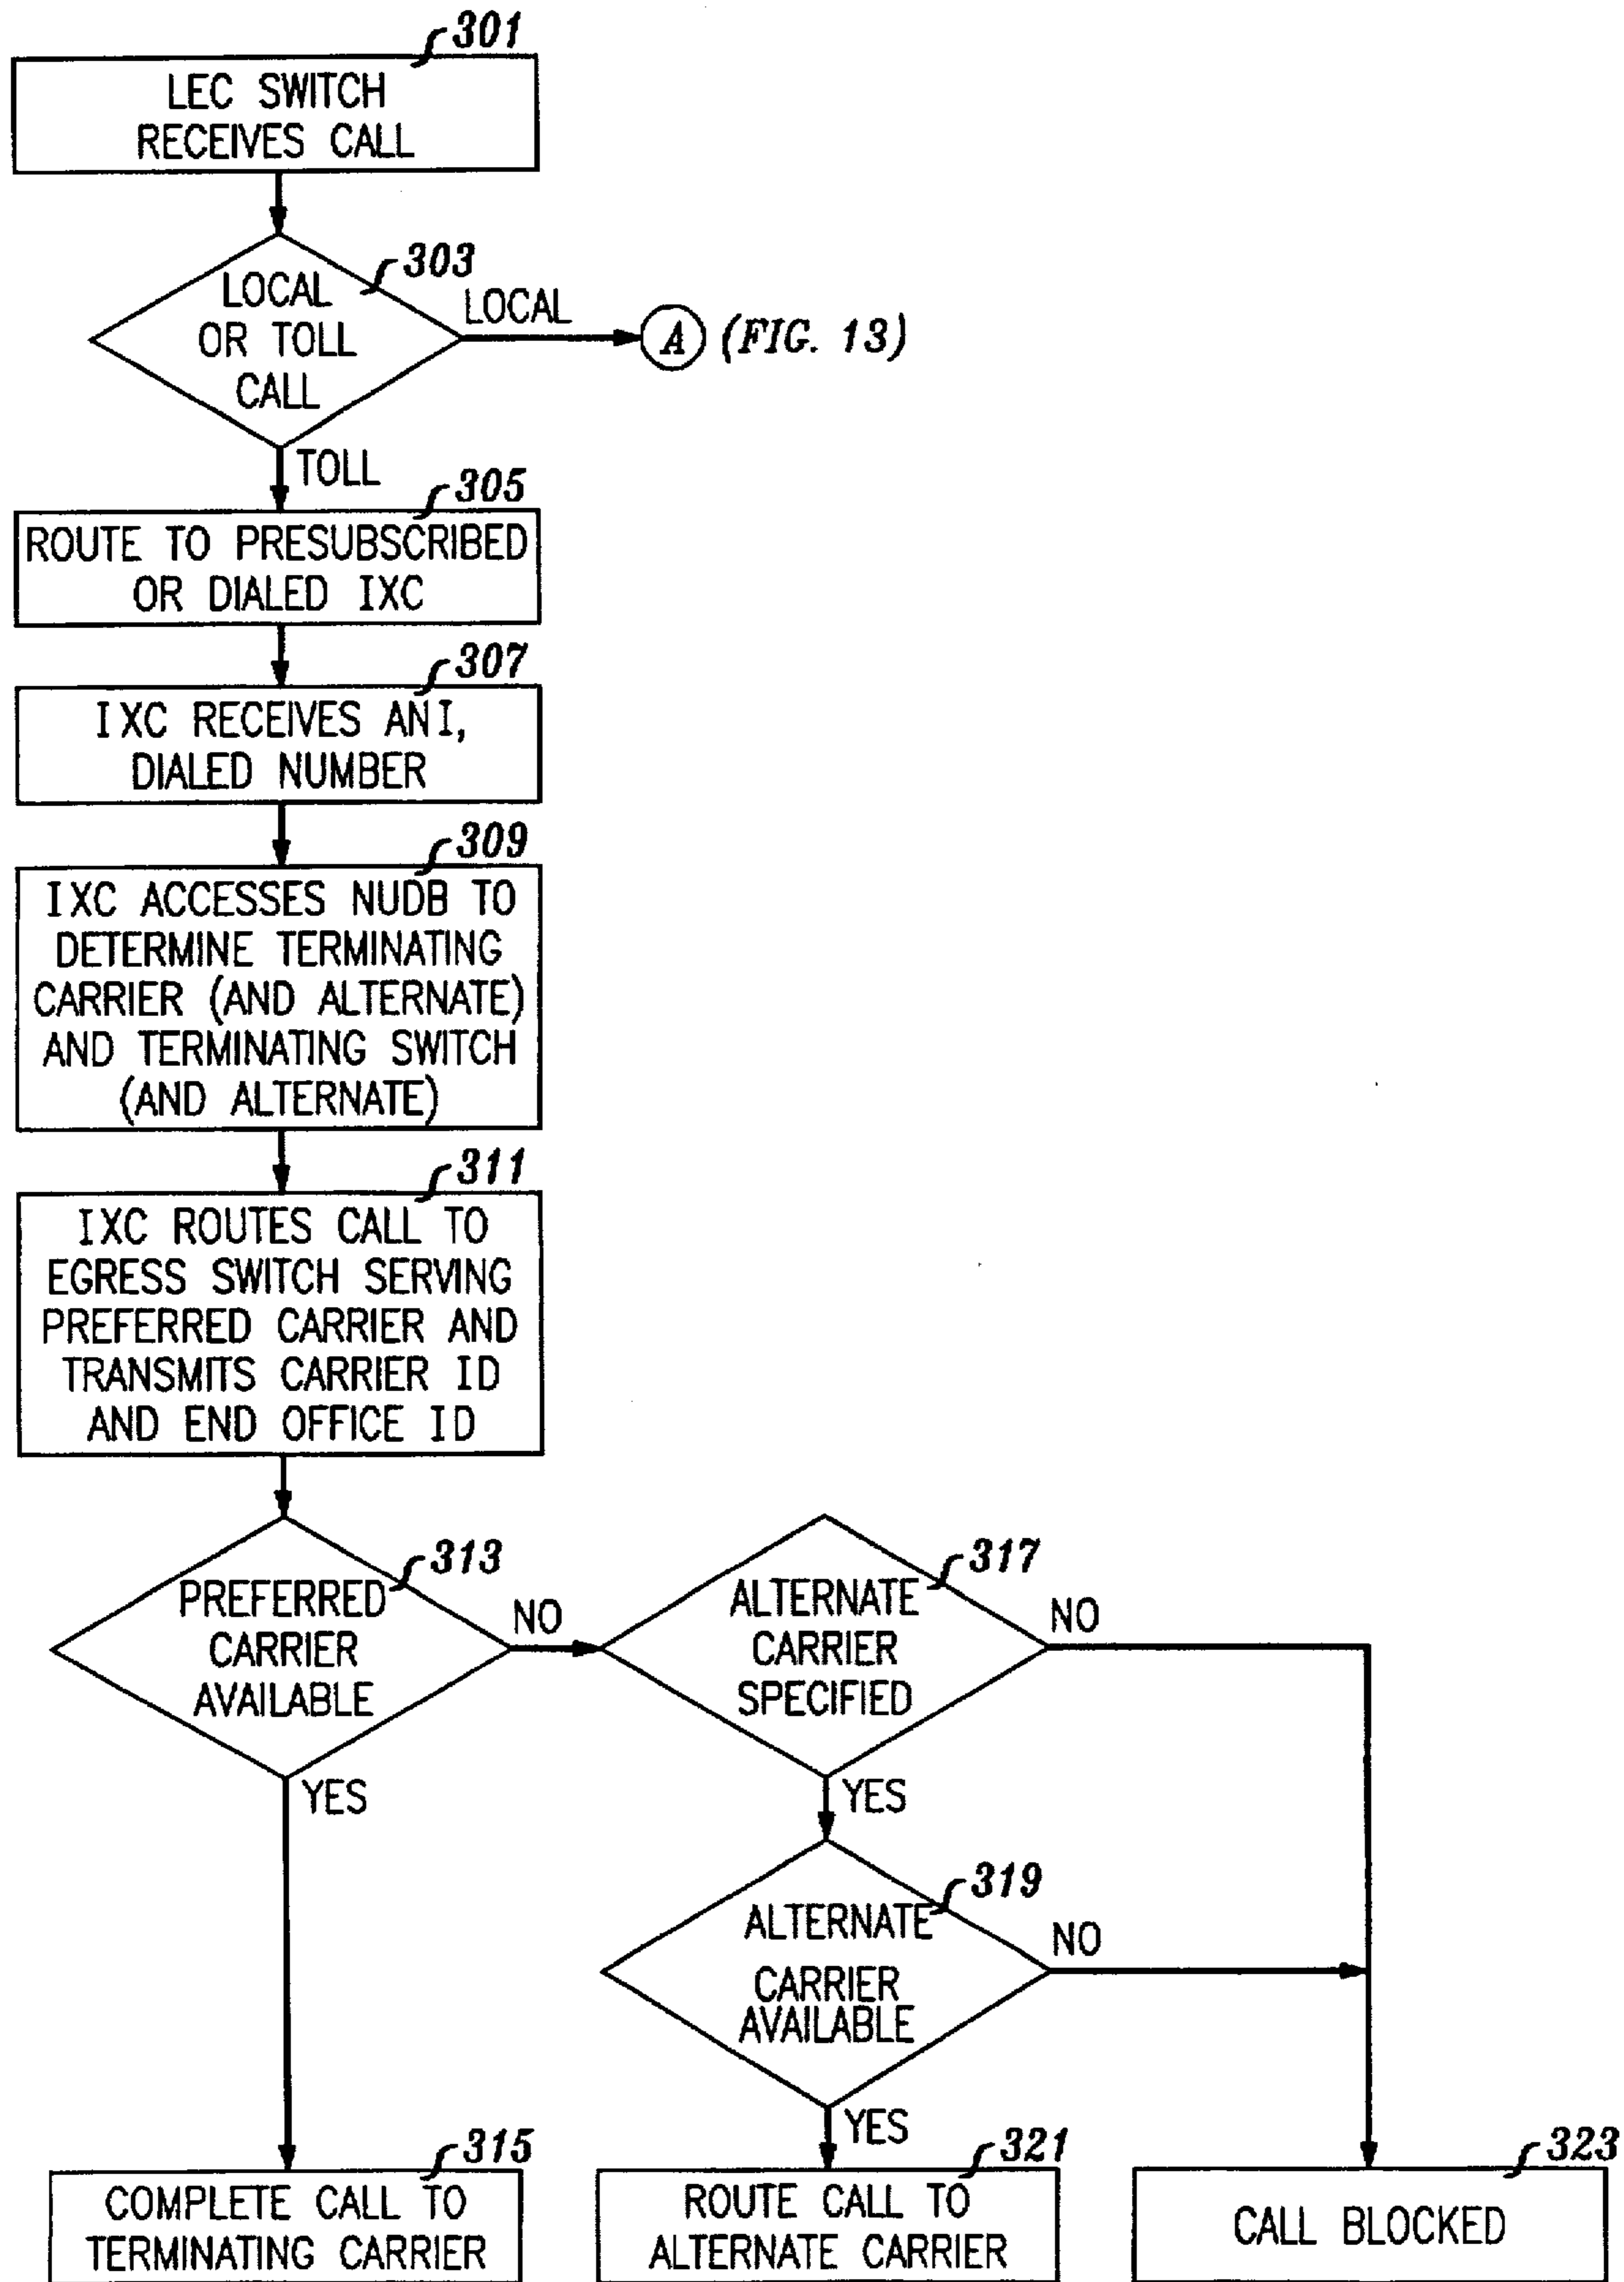 301
LEC SWITCH
RECEIVES CALL
303
LOCAL
OR TOLL
CALL
LOCAL
A (FIG. 13)
TOLL
305
ROUTE TO PRESUBSCRIBED
OR DIALED IXC
307
IXC RECEIVES ANI,
DIALED NUMBER
309
IXC ACCESSES NUDB TO
DETERMINE TERMINATING
CARRIER (AND ALTERNATE)
AND TERMINATING SWITCH
(AND ALTERNATE)
311
IXC ROUTES CALL TO
EGRESS SWITCH SERVING
PREFERRED CARRIER AND
TRANSMITS CARRIER ID
AND END OFFICE ID
313
PREFERRED
CARRIER
AVAILABLE
NO
YES
317
ALTERNATE
CARRIER
SPECIFIED
NO
YES
319
ALTERNATE
CARRIER
AVAILABLE
NO
YES
315
COMPLETE CALL TO
TERMINATING CARRIER
321
ROUTE CALL TO
ALTERNATE CARRIER
323
CALL BLOCKED